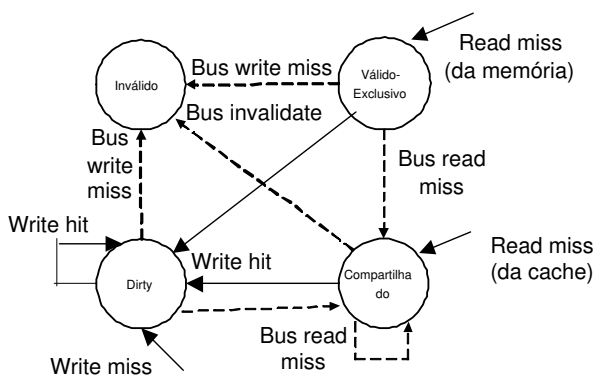 Read miss
(da memória)
Inválido
Bus write miss
Válido-
Exclusivo
Bus invalidate
Bus
write
miss
Bus read
miss
Write hit
Write hit
Read miss
(da cache)
Dirty
Compartilha
do
Bus read
miss
Write miss